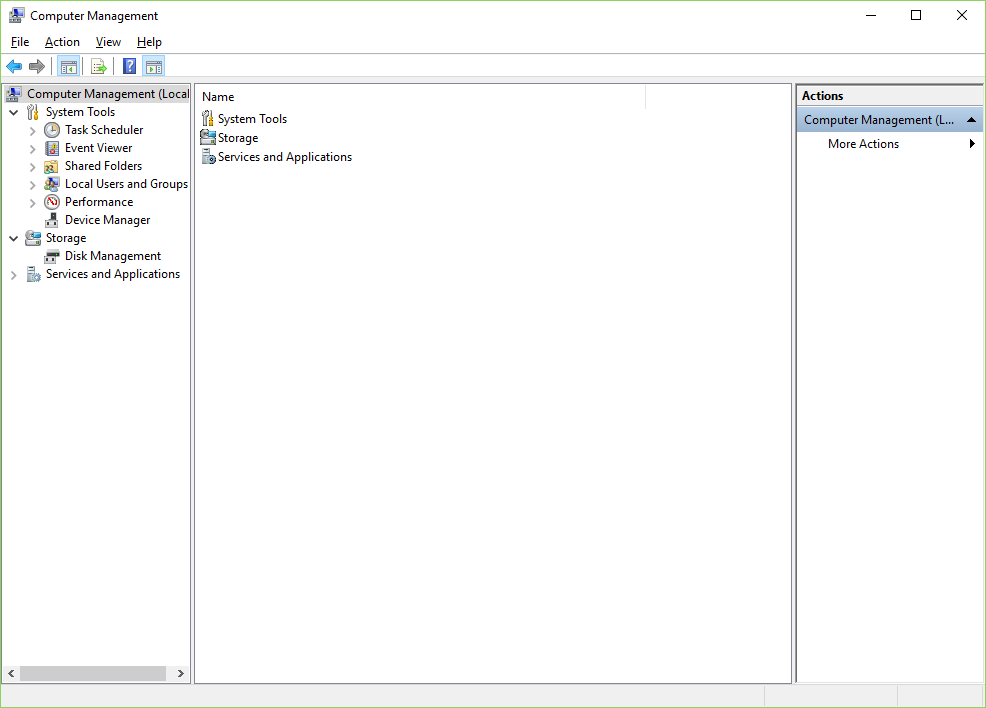 Computer Management
File Action View Help
Computer Management (Local
System Tools
Task Scheduler
Event Viewer
Shared Folders
Local Users and Groups
Performance
Device Manager
Storage
Disk Management
Services and Applications
Name
System Tools
Storage
Services and Applications
Actions
Computer Management (L...
More Actions